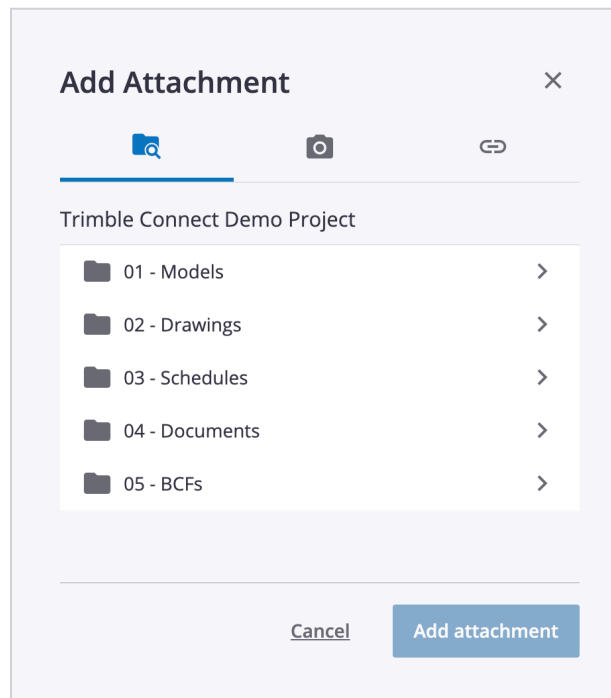 Add Attachment
Trimble Connect Demo Project
01 - Models
02 - Drawings
03 - Schedules
04 - Documents
05 - BCFs
Cancel Add attachment